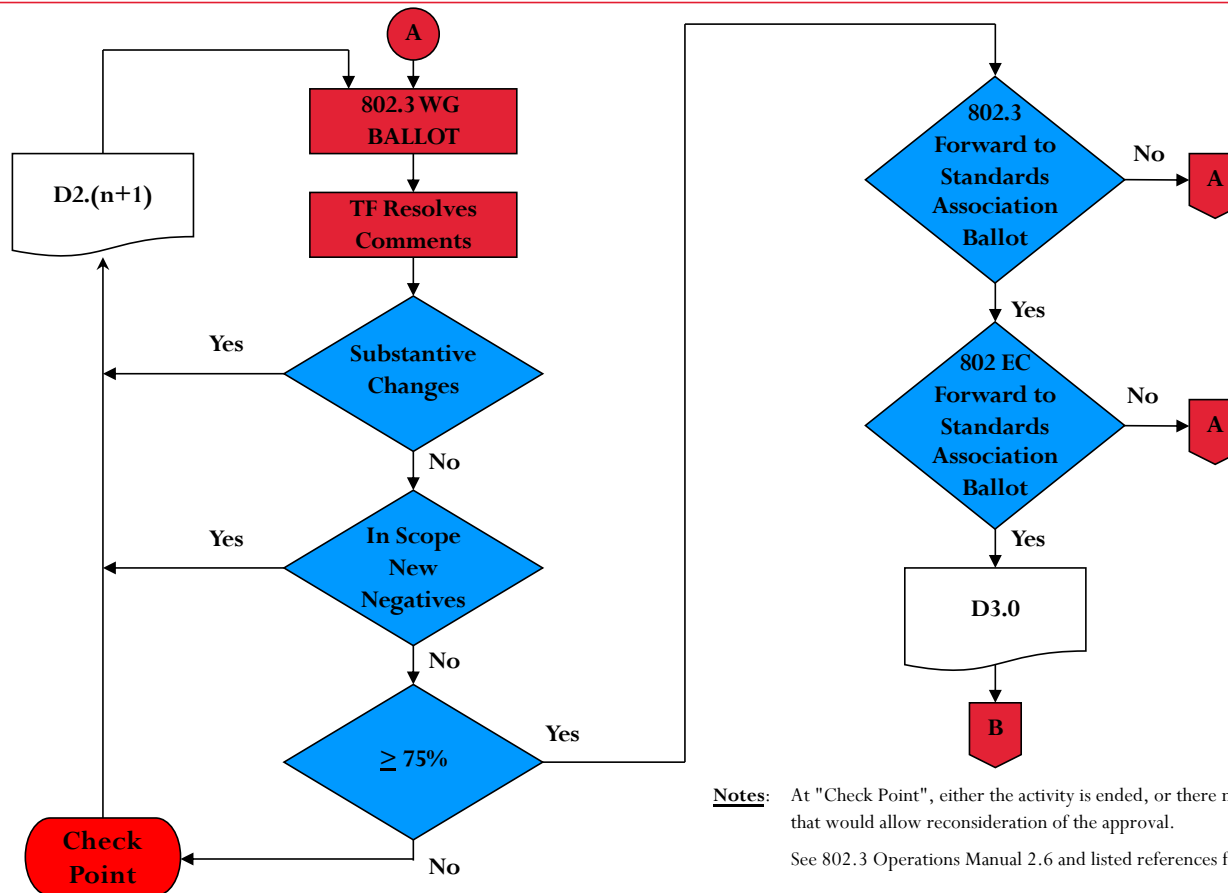 A
802.3 WG
BALLOT
D2.(n+1)
TF Resolves
Comments
Yes
Substantive
Changes
No
Yes
In Scope
New
Negatives
No
≥ 75%
Yes
No
Check
Point
802.3
Forward to
Standards
Association
Ballot
No
A
Yes
802 EC
Forward to
Standards
Association
Ballot
No
A
Yes
D3.0
B
Notes: At "Check Point", either the activity is ended, or there
that would allow reconsideration of the approval.
See 802.3 Operations Manual 2.6 and listed references